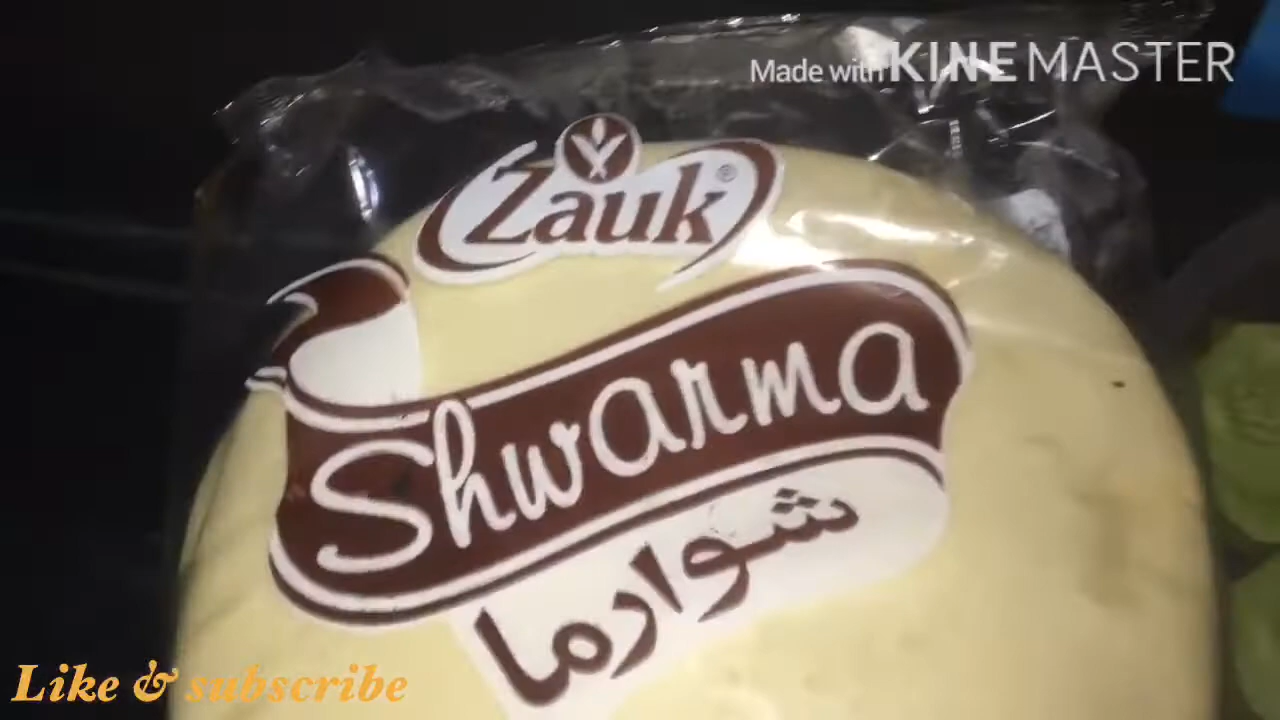 Made with KINEMASTER
Zauk®
Shwarma
شوارما
Like & subscribe